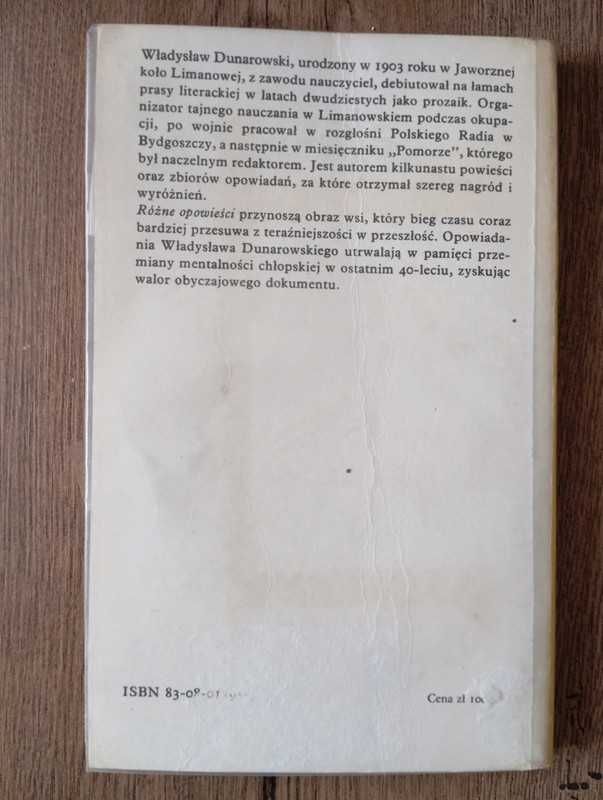 Władysław Dunarowski, urodzony w 1903 roku w Jaworznej
koło Limanowej, z zawodu nauczyciel, debiutował na łamach
prasy literackiej w latach dwudziestych jako prozaik. Orga-
nizator tajnego nauczania w Limanowskiem podczas okupa-
cji, po wojnie pracował w rozgłośni Polskiego Radia w
Bydgoszczy, a następnie w miesięczniku „Pomorze", którego
był naczelnym redaktorem. Jest autorem kilkunastu powieści
oraz zbiorów opowiadań, za które otrzymał szereg nagród i
wyróżnień.
Różne opowieści przynoszą obraz wsi, który bieg czasu coraz
bardziej przesuwa z teraźniejszości w przeszłość. Opowiada-
nia Władysława Dunarowskiego utrwalają w pamięci prze-
miany mentalności chłopskiej w ostatnim 40-leciu, zyskując
walor obyczajowego dokumentu.
ISBN 83-08-01
Cena zł